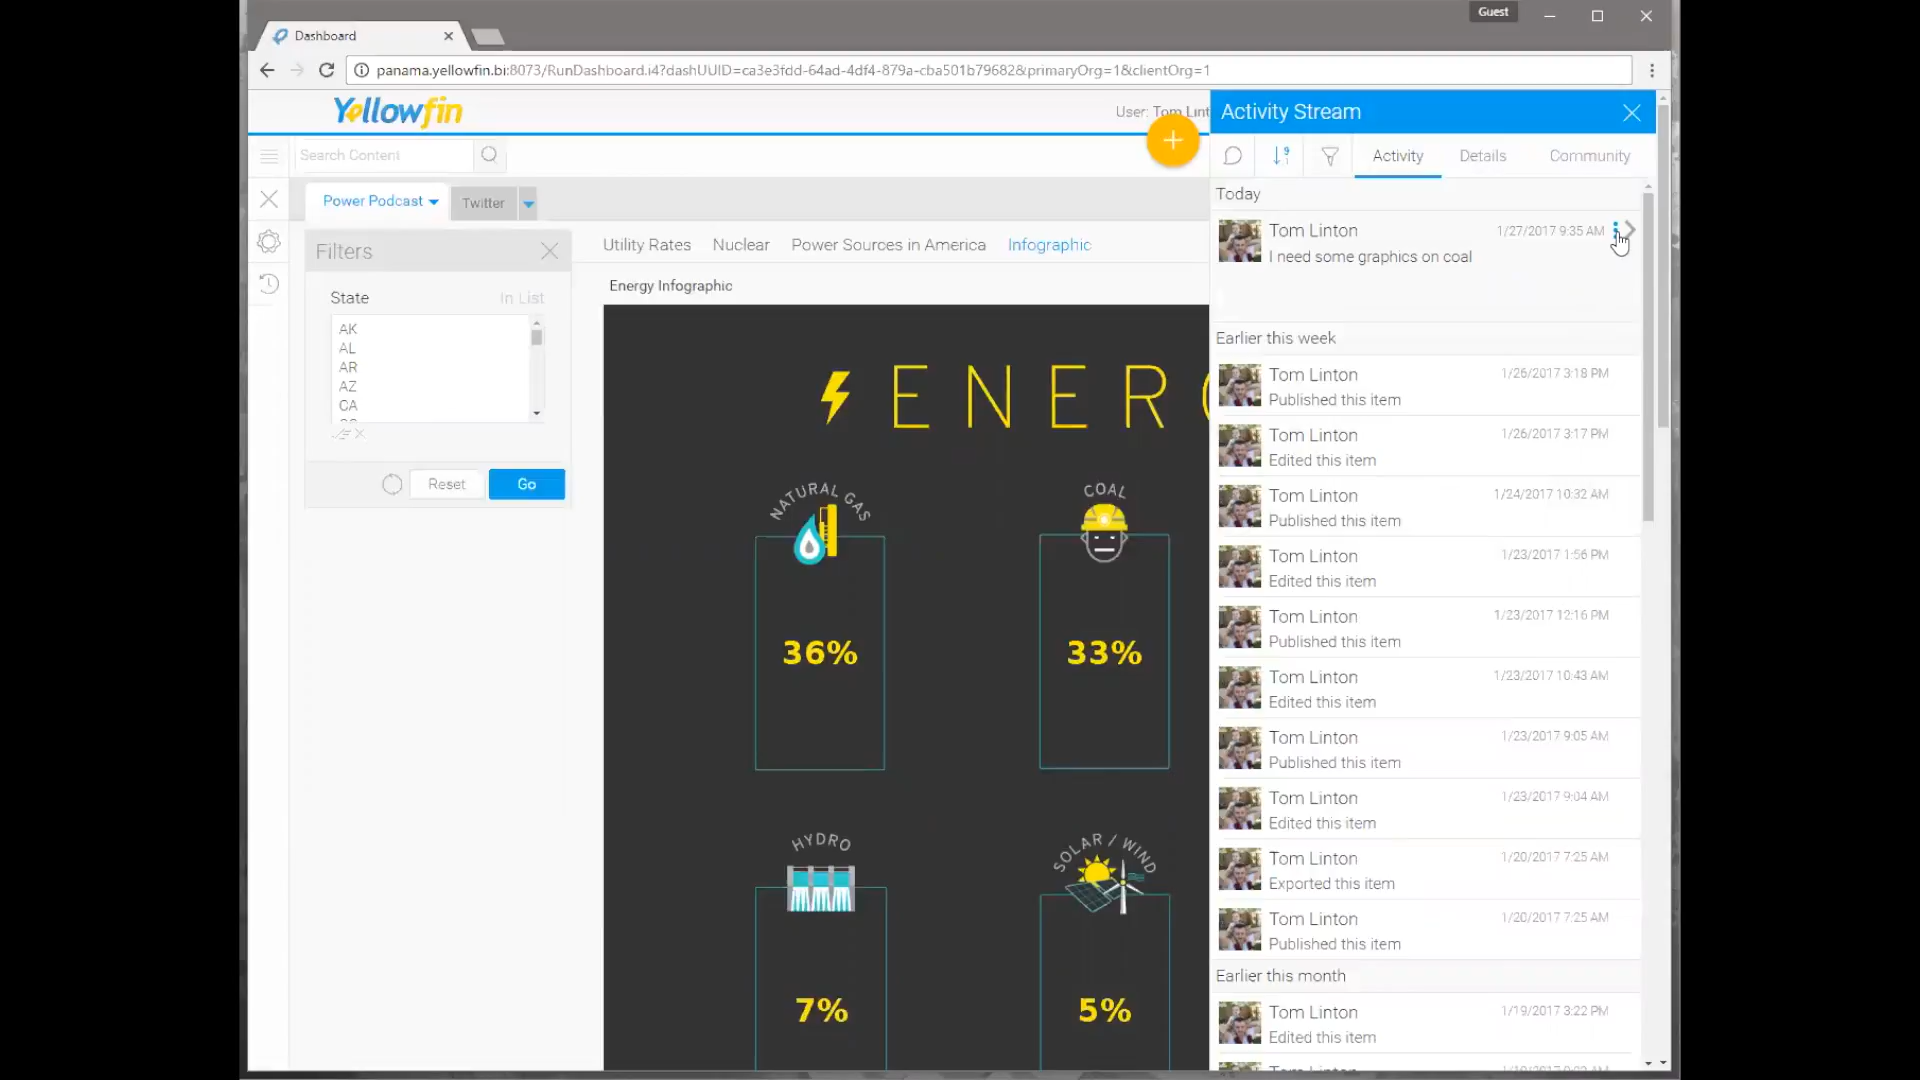 Guest
Dashboard
panama.yellowfin.bi:8073/RunDashboard.i4?dashUUID=ca3e3fdd-64ad-4df4-879a-cba501b79682&primaryOrg=1&clientOrg=1
Yellowfin
User: Tom Lint
Activity Stream
Search Content
Activity
Details
Community
Power Podcast
Twitter
Today
Filters
Utility Rates
Nuclear
Power Sources in America
Infographic
Tom Linton
1/27/2017 9:35 AM
I need some graphics on coal
Energy Infographic
State
In List
AK
AL
AR
AZ
CA
Reset
Go
ENER
NATURAL GAS
36%
COAL
33%
HYDRO
7%
SOLAR / WIND
5%
Earlier this week
Tom Linton
1/26/2017 3:18 PM
Published this item
Tom Linton
1/26/2017 3:17 PM
Edited this item
Tom Linton
1/24/2017 10:32 AM
Published this item
Tom Linton
1/23/2017 1:56 PM
Edited this item
Tom Linton
1/23/2017 12:16 PM
Published this item
Tom Linton
1/23/2017 10:43 AM
Edited this item
Tom Linton
1/23/2017 9:05 AM
Published this item
Tom Linton
1/23/2017 9:04 AM
Edited this item
Tom Linton
1/20/2017 7:25 AM
Exported this item
Tom Linton
1/20/2017 7:25 AM
Published this item
Earlier this month
Tom Linton
1/19/2017 3:22 PM
Edited this item